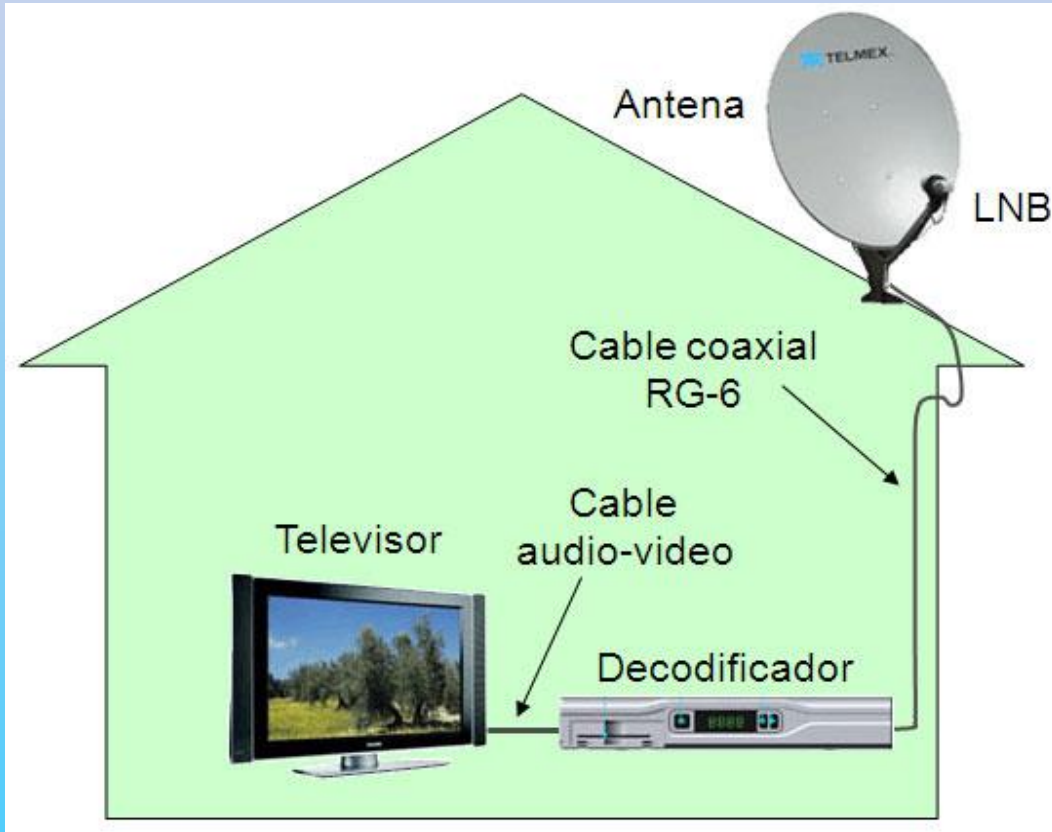 TELMEX
Antena
LNB
Cable coaxial
RG-6
Cable
audio-video
Televisor
Decodificador